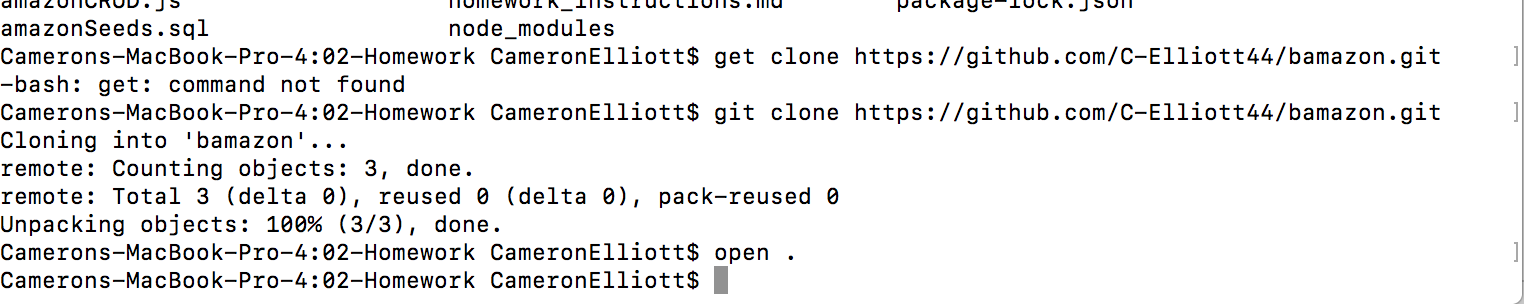 amazonCRUD.js homework_instructions.md package-lock.json
amazonSeeds.sql node_modules
Camerons-MacBook-Pro-4:02-Homework CameronElliott$ get clone https://github.com/C-Elliott44/bamazon.git ]
-bash: get: command not found
Camerons-MacBook-Pro-4:02-Homework CameronElliott$ git clone https://github.com/C-Elliott44/bamazon.git ]
Cloning into 'bamazon'...
remote: Counting objects: 3, done.
remote: Total 3 (delta 0), reused 0 (delta 0), pack-reused 0
Unpacking objects: 100% (3/3), done.
Camerons-MacBook-Pro-4:02-Homework CameronElliott$ open . ]
Camerons-MacBook-Pro-4:02-Homework CameronElliott$